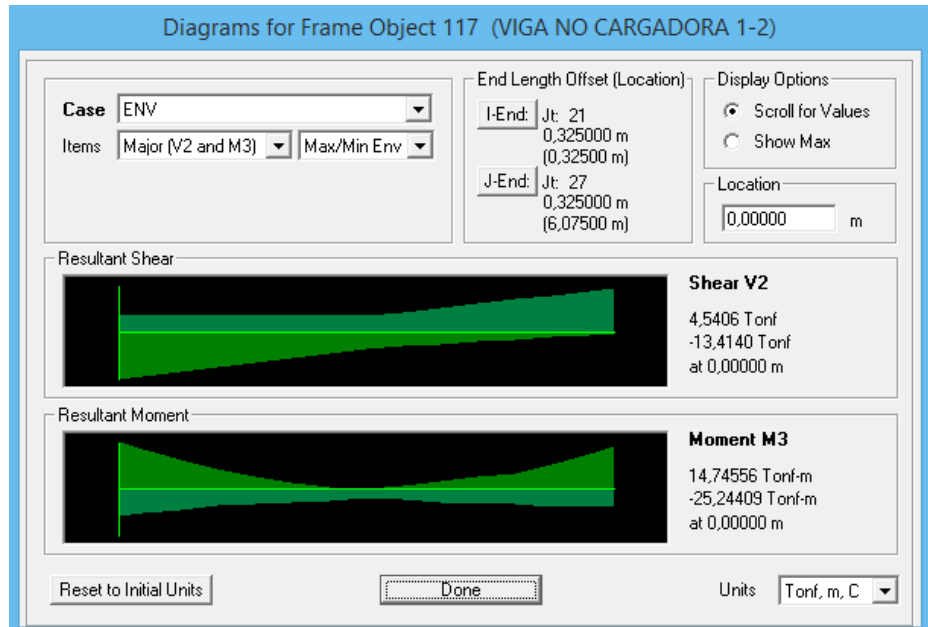 Diagrams for Frame Object 117 (VIGA NO CARGADORA 1-2)
Case ENV
Items Major (V2 and M3) Max/Min Env
End Length Offset (Location)
I-End: Jt: 21
0,325000 m
(0,32500 m)
J-End: Jt: 27
0,325000 m
(6,07500 m)
Display Options
Scroll for Values
Show Max
Location
0,00000 m
Resultant Shear
Shear V2
4,5406 Tonf
-13,4140 Tonf
at 0,00000 m
Resultant Moment
Moment M3
14,74556 Tonf-m
-25,24409 Tonf-m
at 0,00000 m
Reset to Initial Units Done Units Tonf, m, C